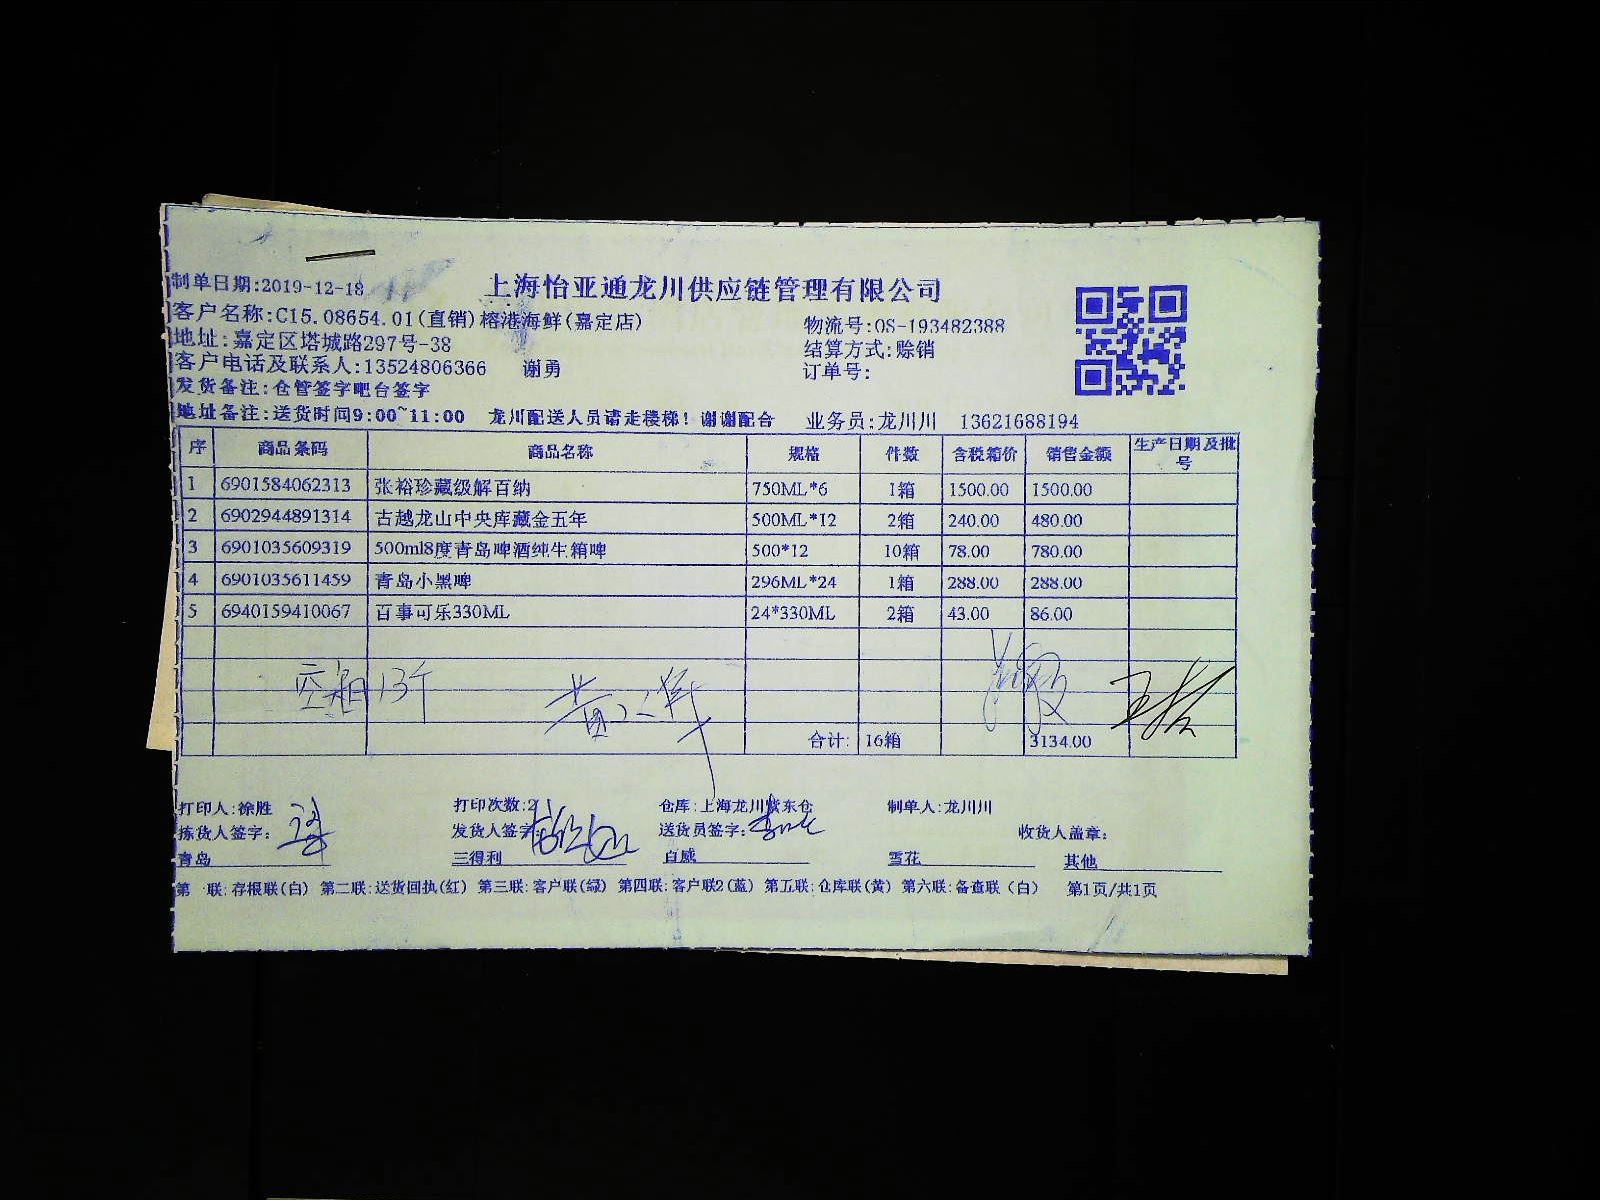 制单日期:2019-12-18
上海怡亚通龙川供应链管理有限公司
客户名称:C15.08654.01(直销)榕港海鲜(嘉定店)
物流号:OS-193482388
地址:嘉定区塔城路297号-38
结算方式:赊销
客户电话及联系人:13524806366 谢勇
订单号:
发货备注:仓管签字吧台签字
地址备注:送货时间9:00~11:00 龙川配送人员请走楼梯！谢谢配合 业务员:龙川川 13621688194
序 商品条码 商品名称 规格 件数 含税箱价 销售金额 生产日期及批号
1 6901584062313 张裕珍藏级解百纳 750ML*6 1箱 1500.00 1500.00
2 6902944891314 古越龙山中央库藏金五年 500ML*12 2箱 240.00 480.00
3 6901035609319 500ml8度青岛啤酒纯生箱啤 500*12 10箱 78.00 780.00
4 6901035611459 青岛小黑啤 296ML*24 1箱 288.00 288.00
5 6940159410067 百事可乐330ML 24*330ML 2箱 43.00 86.00
空箱13个
合计: 16箱 3134.00
打印人:徐胜 打印次数:2 仓库:上海龙川紫东仓 制单人:龙川川
拣货人签字: 发货人签字: 送货员签字: 收货人盖章:
青岛 三得利 百威 雪花 其他
第一联:存根联(白) 第二联:送货回执(红) 第三联:客户联(绿) 第四联:客户联2(蓝) 第五联:仓库联(黄) 第六联:备查联(白) 第1页/共1页